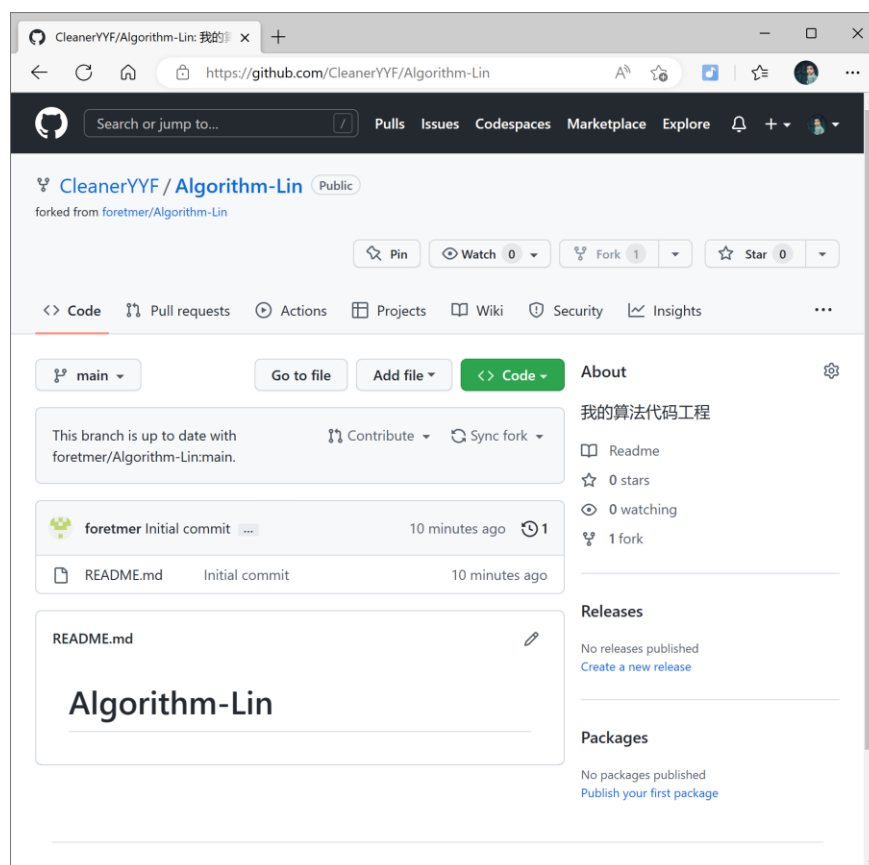 CleanerYYF/Algorithm-Lin: 我的
https://github.com/CleanerYYF/Algorithm-Lin
Search or jump to... / Pulls Issues Codespaces Marketplace Explore
CleanerYYF / Algorithm-Lin Public
forked from foretmer/Algorithm-Lin
Pin Watch 0 Fork 1 Star 0
Code Pull requests Actions Projects Wiki Security Insights
main Go to file Add file Code
This branch is up to date with
foretmer/Algorithm-Lin:main.
Contribute Sync fork
foretmer Initial commit ... 10 minutes ago 1
README.md Initial commit 10 minutes ago
README.md
Algorithm-Lin
About
我的算法代码工程
Readme
0 stars
0 watching
1 fork
Releases
No releases published
Create a new release
Packages
No packages published
Publish your first package